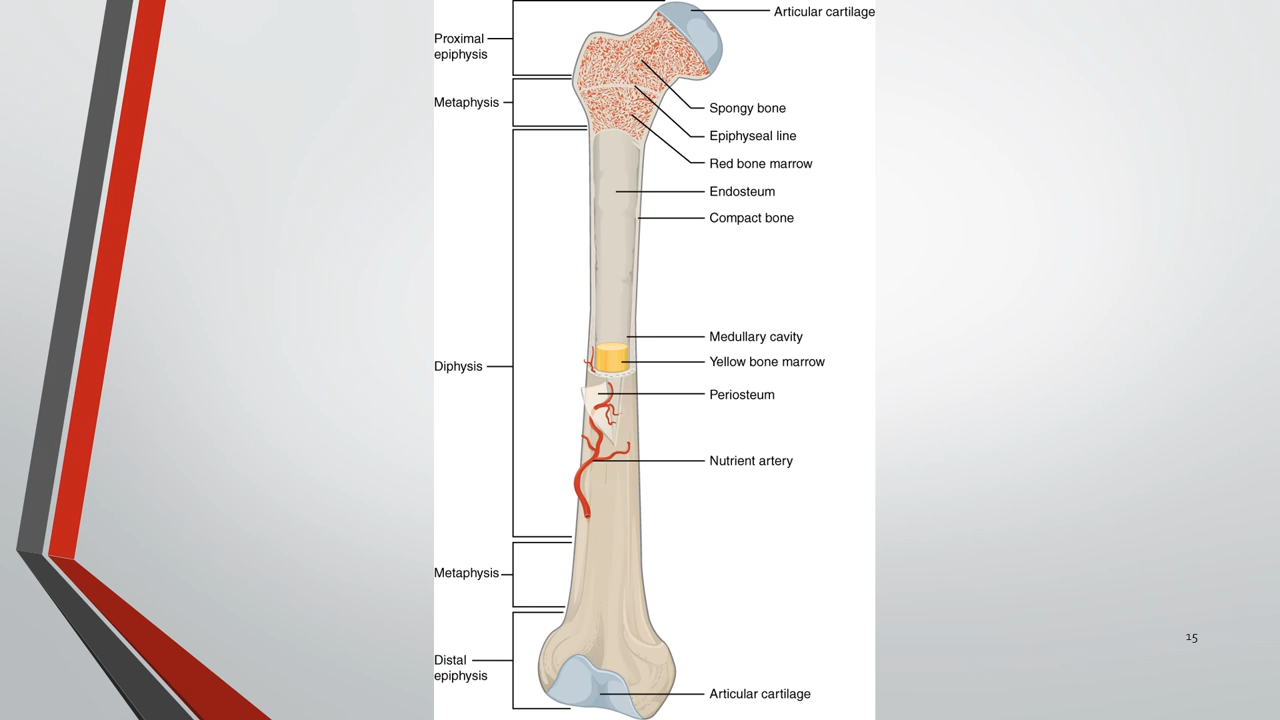 Articular cartilage
Proximal
epiphysis
Metaphysis
Spongy bone
Epiphyseal line
Red bone marrow
Endosteum
Compact bone
Medullary cavity
Diphysis
Yellow bone marrow
Periosteum
Nutrient artery
Metaphysis
15
Distal
epiphysis
Articular cartilage